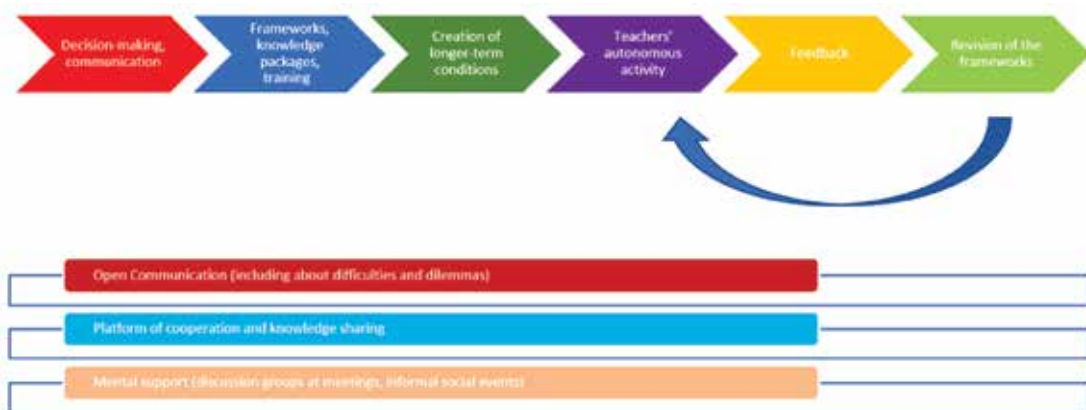 Decision-making,
communication
Frameworks,
knowledge
packages,
training
Creation of
longer-term
conditions
Teachers'
autonomous
activity
Feedback
Revision of the
frameworks
Open Communication (including about difficulties and dilemmas)
Platform of cooperation and knowledge sharing
Mental support (discussion groups at meetings, informal social events)